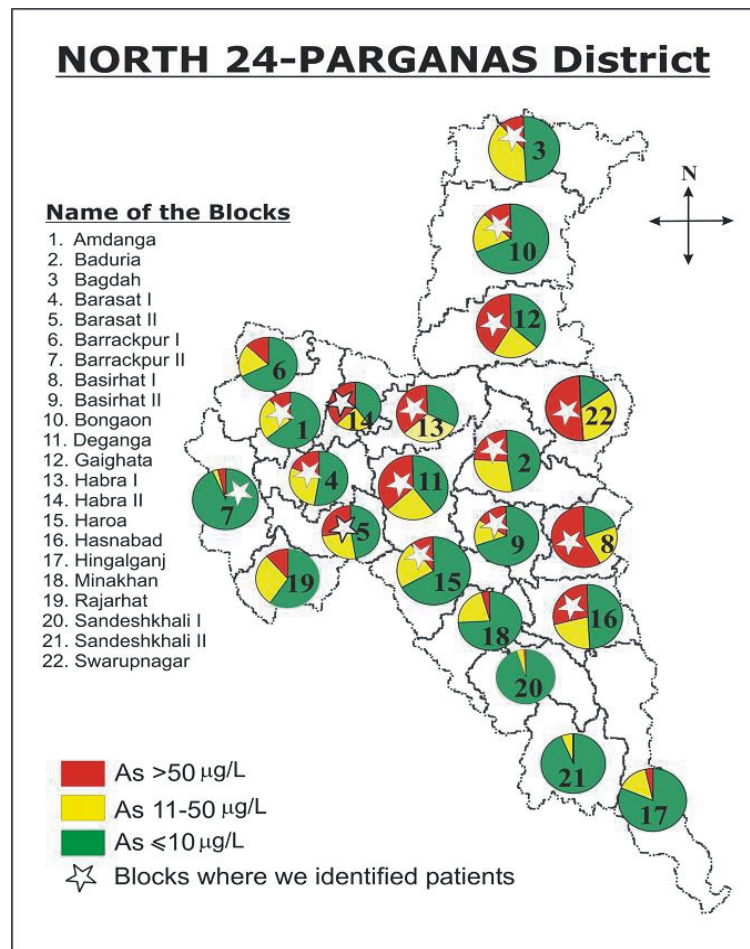 NORTH 24-PARGANAS District
Name of the Blocks
1. Amdanga
2. Baduria
3 Bagdah
4. Barasat I
5. Barasat II
6. Barrackpur I
7. Barrackpur II
8 Basirhat I
9. Basirhat II
10. Bongaon
11. Deganga
12. Gaighata
13. Habra I
14. Habra II
15. Haroa
16. Hasnabad
17. Hingalganj
18. Minakhan
19. Rajarhat
20. Sandeshkhali I
21. Sandeshkhali II
22. Swarupnagar
N
3
10
12
6
22
1
14
13
2
4
11
7
5
9
8
19
15
16
18
20
21
17
As >50 μg/L
As 11-50 μg/L
As ⩽10 μg/L
Blocks where we identified patients